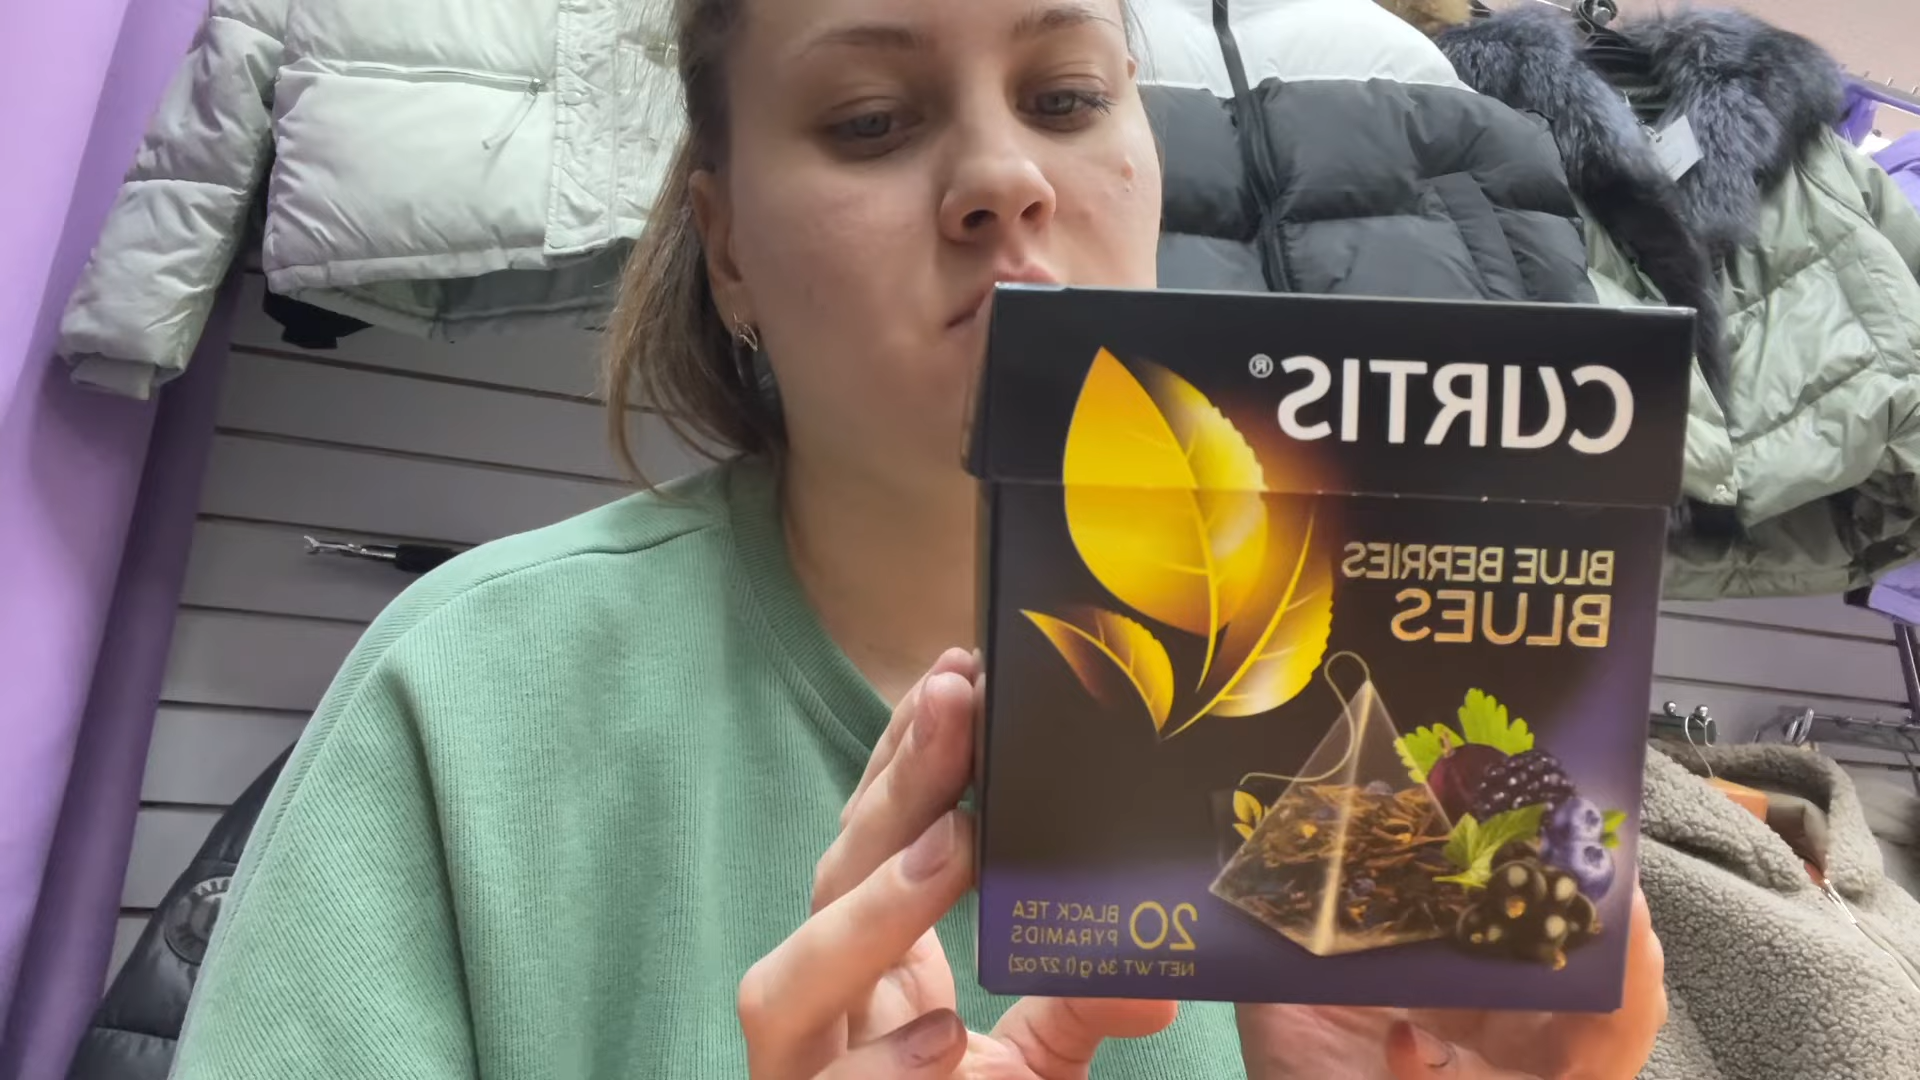 CURTIS®
BLUE BERRIES
BLUES
20 BLACK TEA
PYRAMIDS
NET WT 36 g (1.27 oz)